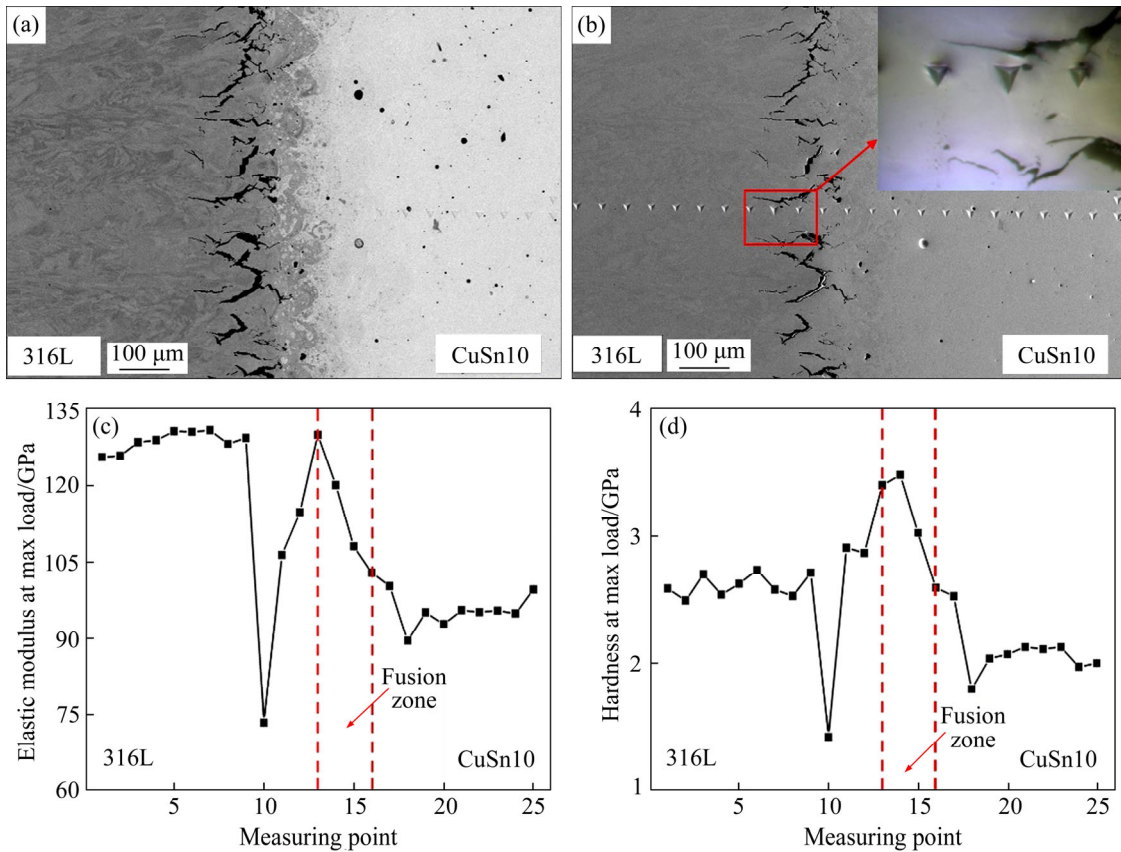 (a)
316L
100 μm
CuSn10
(b)
316L
100 μm
CuSn10
135
120
105
90
75
60
Elastic modulus at max load/GPa
(c)
Fusion
zone
316L
CuSn10
5
10
15
20
25
Measuring point
4
3
2
1
Hardness at max load/GPa
(d)
Fusion
zone
316L
CuSn10
5
10
15
20
25
Measuring point